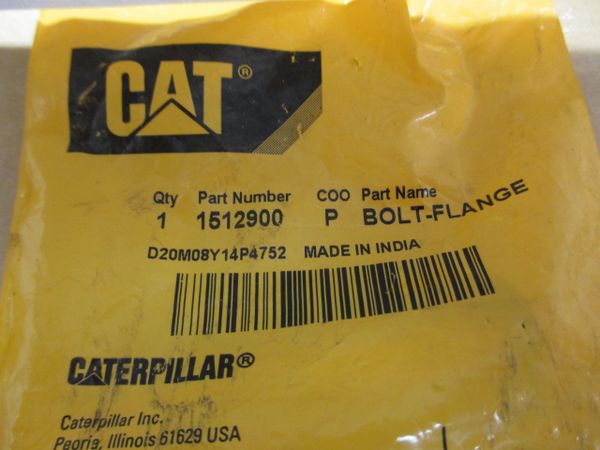 CAT®
Qty Part Number COO Part Name
1 1512900 P BOLT-FLANGE
D20M08Y14P4752 MADE IN INDIA
CATERPILLAR®
Caterpillar Inc.
Peoria, Illinois 61629 USA